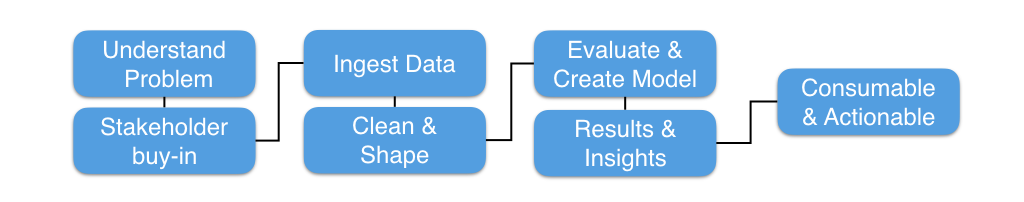 Understand
Problem
Stakeholder
buy-in
Ingest Data
Clean &
Shape
Evaluate &
Create Model
Results &
Insights
Consumable
& Actionable